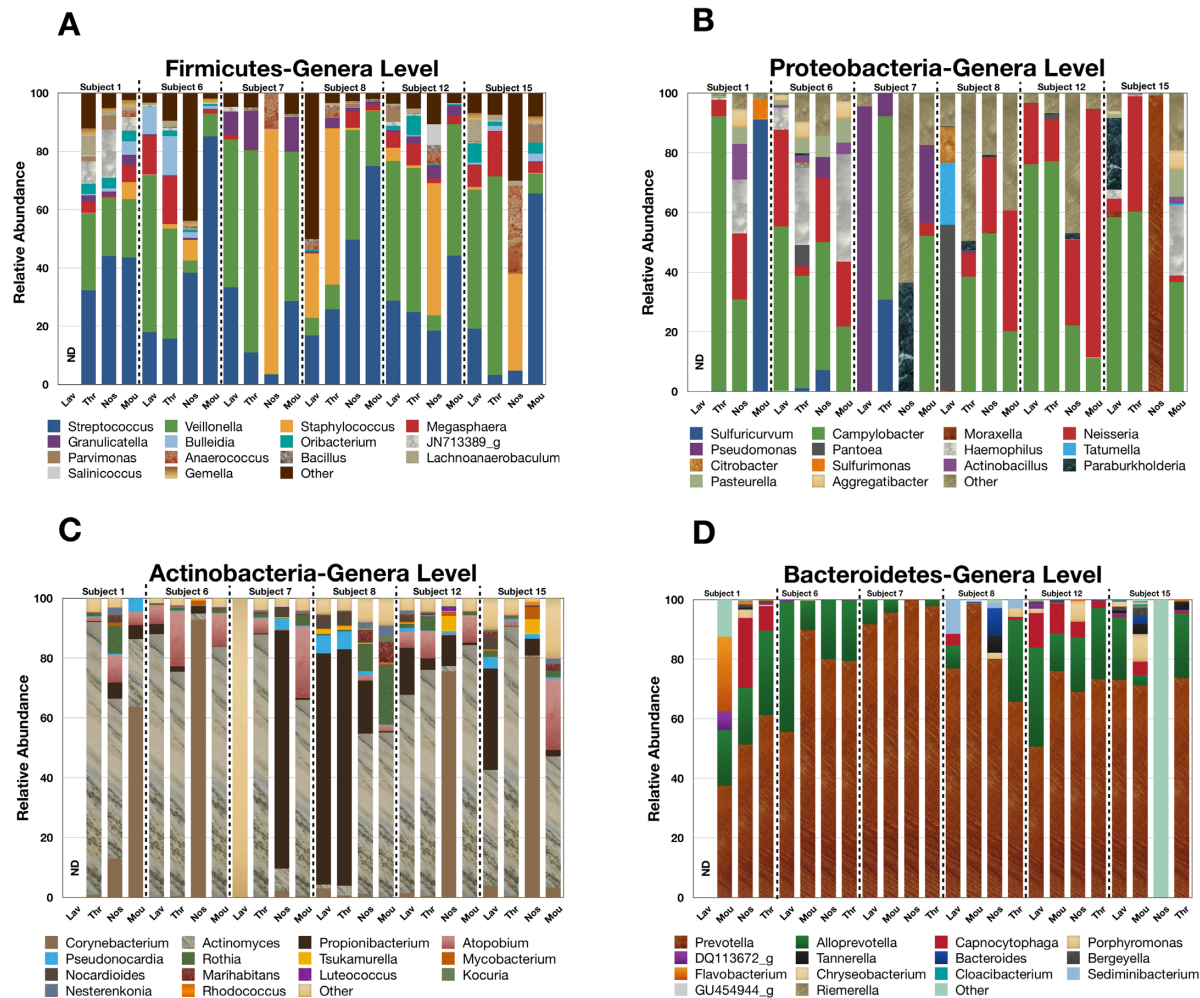 A
Firmicutes-Genera Level
Subject 1 Subject 6 Subject 7 Subject 8 Subject 12 Subject 15
Relative Abundance
100
80
60
40
20
0
ND
Lav Thr Nos Mou Lav Thr Nos Mou Lav Thr Nos Mou Lav Thr Nos Mou Lav Thr Nos Mou Lav Thr Nos Mou
Streptococcus Veillonella Staphylococcus Megasphaera
Granulicatella Bulleidia Oribacterium JN713389_g
Parvimonas Anaerococcus Bacillus Lachnoanaerobaculum
Salinicoccus Gemella Other
B
Proteobacteria-Genera Level
Subject 1 Subject 6 Subject 7 Subject 8 Subject 12 Subject 15
Relative Abundance
100
80
60
40
20
0
ND
Lav Thr Nos Mou Lav Thr Nos Mou Lav Thr Nos Mou Lav Thr Nos Mou Lav Thr Nos Mou Lav Thr Nos Mou
Sulfuricurvum Campylobacter Moraxella Neisseria
Pseudomonas Pantoea Haemophilus Tatumella
Citrobacter Sulfurimonas Actinobacillus Paraburkholderia
Pasteurella Aggregatibacter Other
C
Actinobacteria-Genera Level
Subject 1 Subject 6 Subject 7 Subject 8 Subject 12 Subject 15
Relative Abundance
100
80
60
40
20
0
ND
Lav Thr Nos Mou Lav Thr Nos Mou Lav Thr Nos Mou Lav Thr Nos Mou Lav Thr Nos Mou Lav Thr Nos Mou
Corynebacterium Actinomyces Propionibacterium Atopobium
Pseudonocardia Rothia Tsukamurella Mycobacterium
Nocardioides Marihabitans Luteococcus Kocuria
Nesterenkonia Rhodococcus Other
D
Bacteroidetes-Genera Level
Subject 1 Subject 6 Subject 7 Subject 8 Subject 12 Subject 15
Relative Abundance
100
80
60
40
20
0
ND
Lav Mou Nos Thr Lav Mou Nos Thr Lav Mou Nos Thr Lav Mou Nos Thr Lav Mou Nos Thr Lav Mou Nos Thr
Prevotella Alloprevotella Capnocytophaga Porphyromonas
DQ113672_g Tannerella Bacteroides Bergeyella
Flavobacterium Chryseobacterium Cloacibacterium Sediminibacterium
GU454944_g Riemerella Other